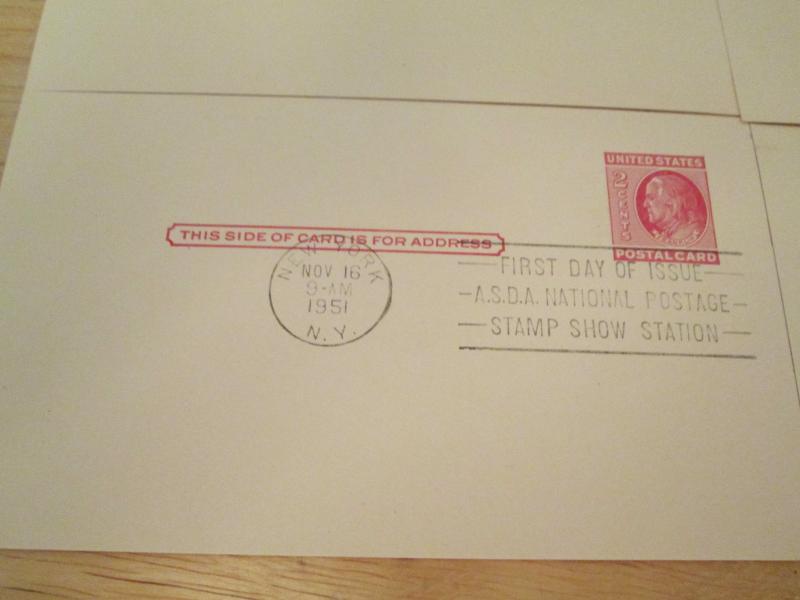 UNITED STATES
2 CENTS
FRANKLIN
POSTAL CARD
THIS SIDE OF CARD IS FOR ADDRESS
NEW YORK
NOV 16
9-AM
1951
N.Y.
FIRST DAY OF ISSUE
A.S.D.A. NATIONAL POSTAGE
STAMP SHOW STATION